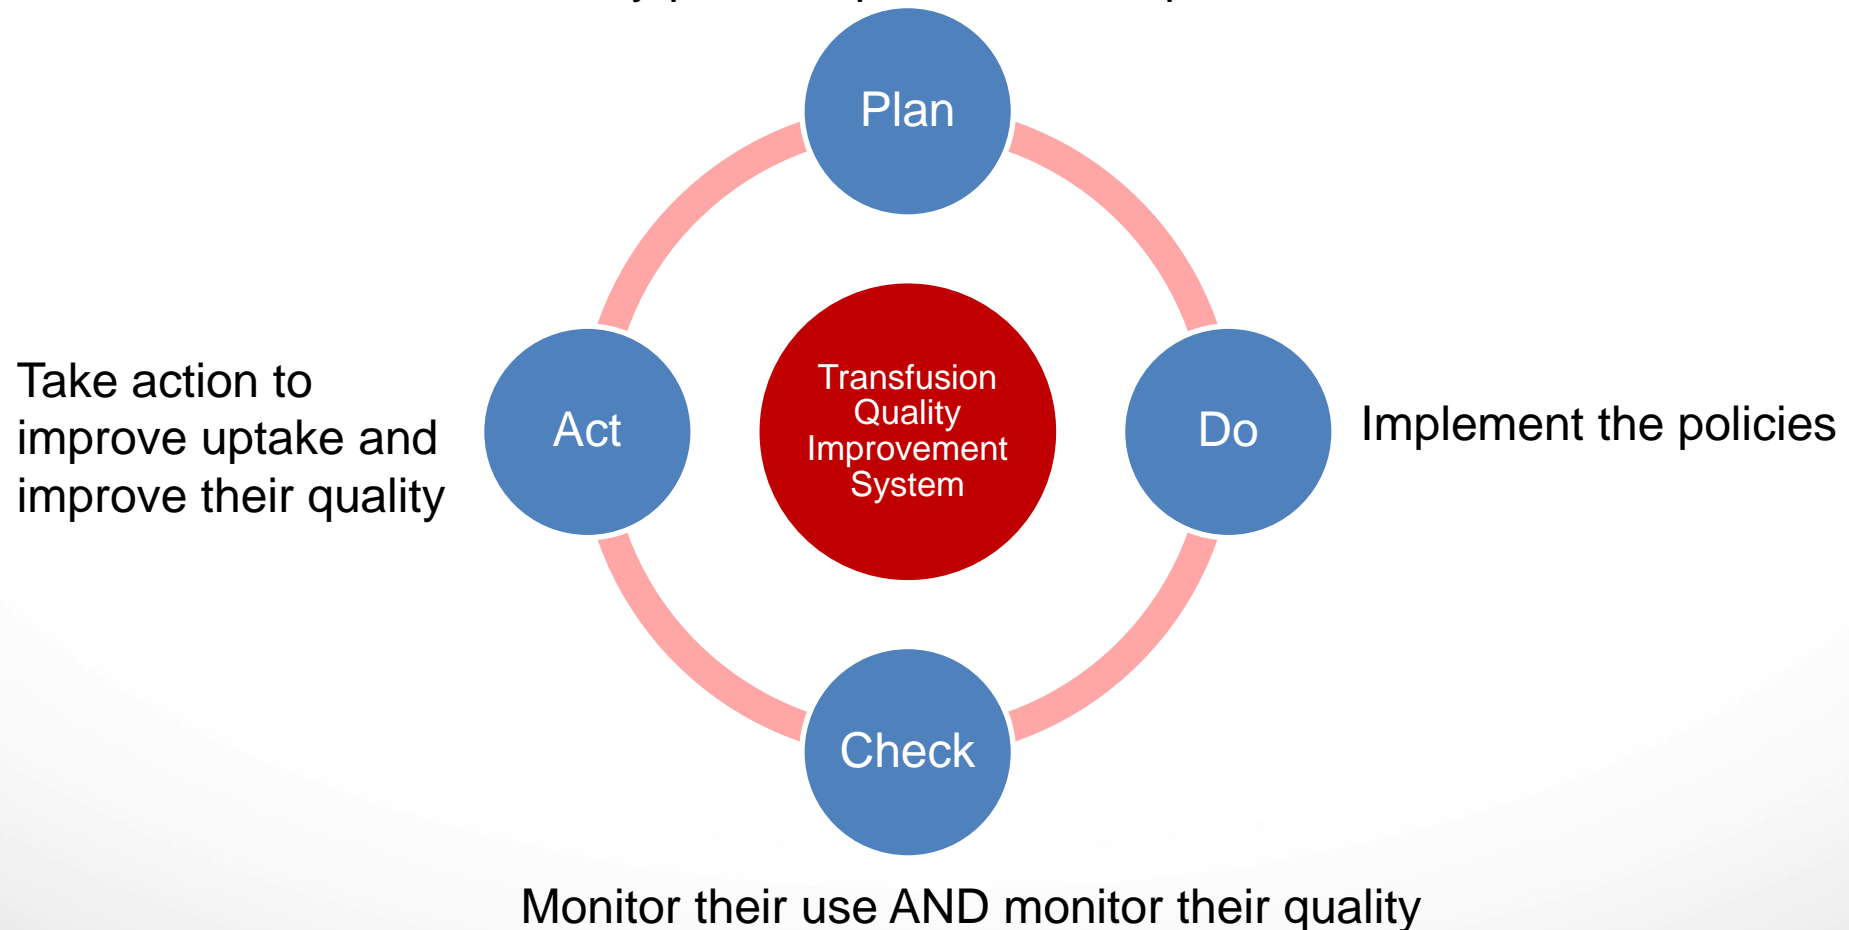 Plan
Transfusion
Quality
Improvement
System
Take action to
improve uptake and
improve their quality
Act
Do
Implement the policies
Check
Monitor their use AND monitor their quality